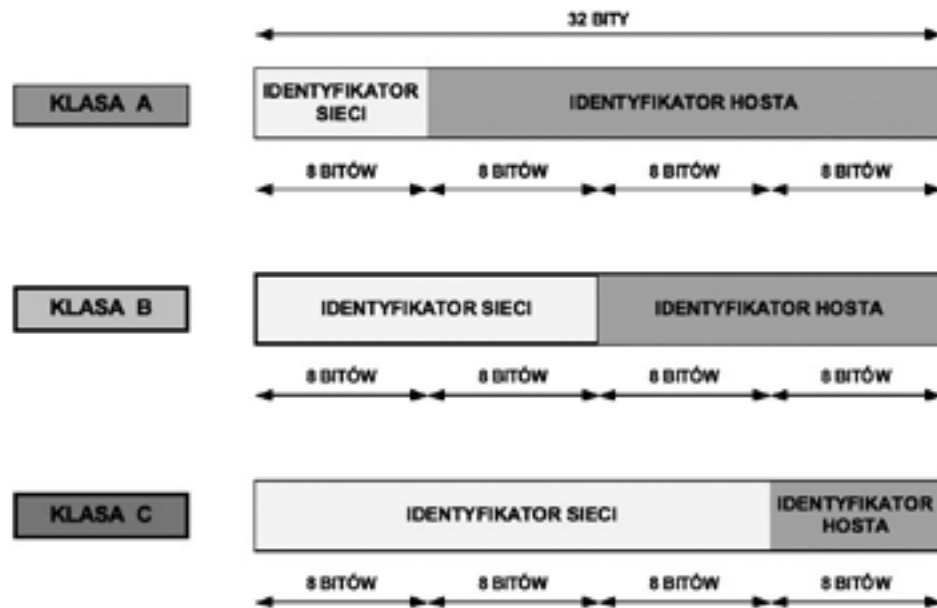 32 BITY
KLASA A
IDENTYFIKATOR
SIECI
IDENTYFIKATOR HOSTA
8 BITÓW 8 BITÓW 8 BITÓW 8 BITÓW
KLASA B
IDENTYFIKATOR SIECI
IDENTYFIKATOR HOSTA
8 BITÓW 8 BITÓW 8 BITÓW 8 BITÓW
KLASA C
IDENTYFIKATOR SIECI
IDENTYFIKATOR
HOSTA
8 BITÓW 8 BITÓW 8 BITÓW 8 BITÓW